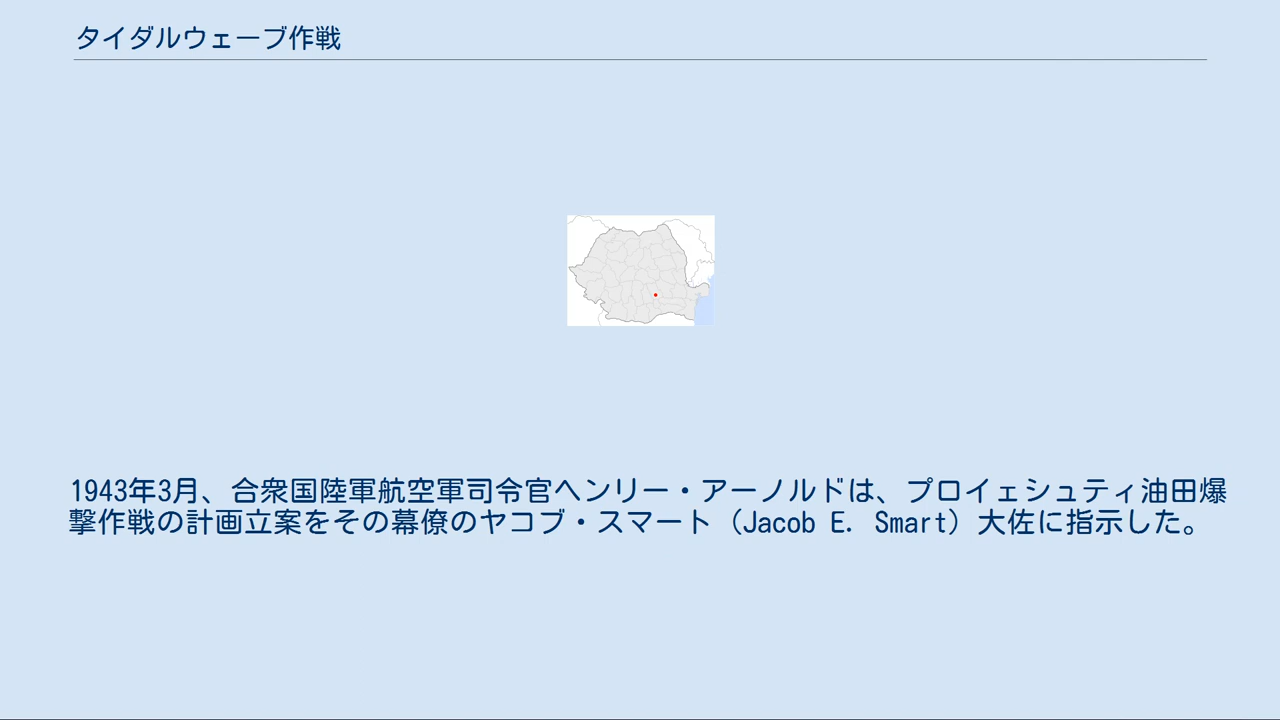 タイダルウェーブ作戦
1943年3月、合衆国陸軍航空軍司令官ヘンリー・アーノルドは、プロイェシュティ油田爆
撃作戦の計画立案をその幕僚のヤコブ・スマート（Jacob E. Smart）大佐に指示した。